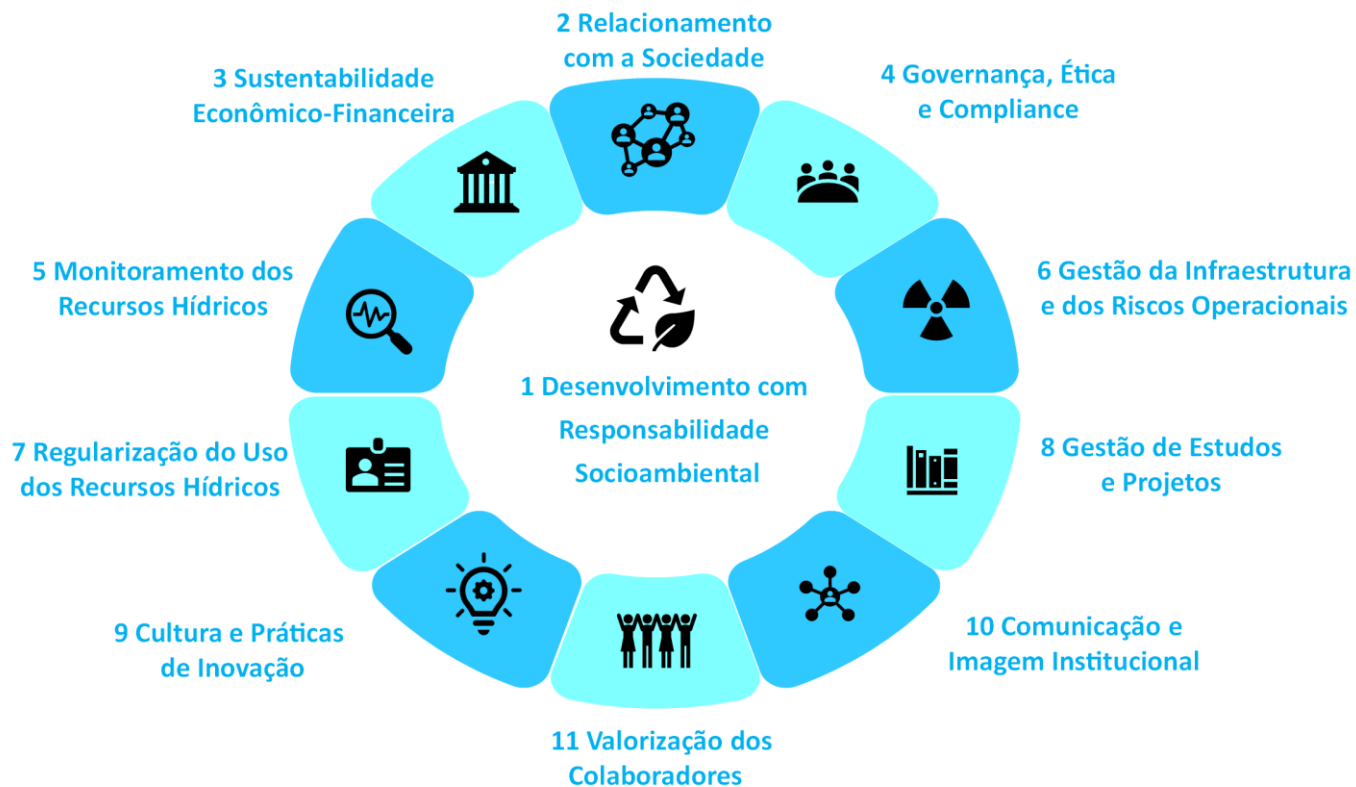 2 Relacionamento
com a Sociedade
3 Sustentabilidade
Econômico-Financeira
4 Governança, Ética
e Compliance
5 Monitoramento dos
Recursos Hídricos
6 Gestão da Infraestrutura
e dos Riscos Operacionais
1 Desenvolvimento com
Responsabilidade
Socioambiental
7 Regularização do Uso
dos Recursos Hídricos
8 Gestão de Estudos
e Projetos
9 Cultura e Práticas
de Inovação
10 Comunicação e
Imagem Institucional
11 Valorização dos
Colaboradores